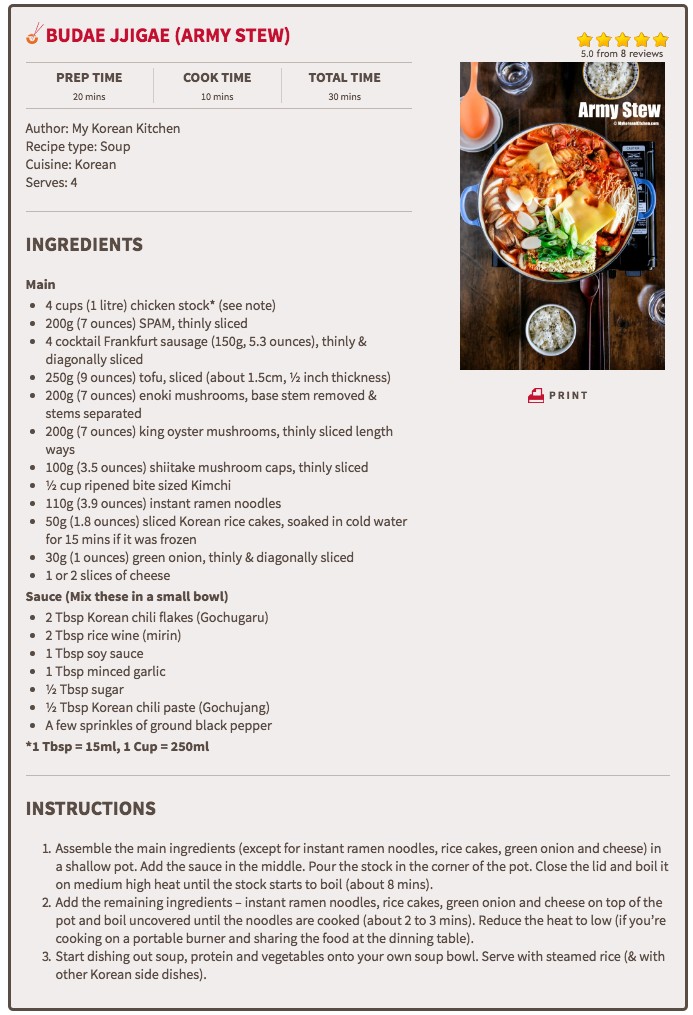 BUDAE JJIGAE (ARMY STEW)
5.0 from 8 reviews
PREP TIME
20 mins
COOK TIME
10 mins
TOTAL TIME
30 mins
Army Stew
Author: My Korean Kitchen
Recipe type: Soup
Cuisine: Korean
Serves: 4
PRINT
INGREDIENTS
Main
• 4 cups (1 litre) chicken stock* (see note)
• 200g (7 ounces) SPAM, thinly sliced
• 4 cocktail Frankfurt sausage (150g, 5.3 ounces), thinly &
diagonally sliced
• 250g (9 ounces) tofu, sliced (about 1.5cm, ½ inch thickness)
• 200g (7 ounces) enoki mushrooms, base stem removed &
stems separated
• 200g (7 ounces) king oyster mushrooms, thinly sliced length
ways
• 100g (3.5 ounces) shiitake mushroom caps, thinly sliced
• ½ cup ripened bite sized Kimchi
• 110g (3.9 ounces) instant ramen noodles
• 50g (1.8 ounces) sliced Korean rice cakes, soaked in cold water
for 15 mins if it was frozen
• 30g (1 ounces) green onion, thinly & diagonally sliced
• 1 or 2 slices of cheese
Sauce (Mix these in a small bowl)
• 2 Tbsp Korean chili flakes (Gochugaru)
• 2 Tbsp rice wine (mirin)
• 1 Tbsp soy sauce
• 1 Tbsp minced garlic
• ½ Tbsp sugar
• ½ Tbsp Korean chili paste (Gochujang)
• A few sprinkles of ground black pepper
*1 Tbsp = 15ml, 1 Cup = 250ml
INSTRUCTIONS
1. Assemble the main ingredients (except for instant ramen noodles, rice cakes, green onion and cheese) in
a shallow pot. Add the sauce in the middle. Pour the stock in the corner of the pot. Close the lid and boil it
on medium high heat until the stock starts to boil (about 8 mins).
2. Add the remaining ingredients – instant ramen noodles, rice cakes, green onion and cheese on top of the
pot and boil uncovered until the noodles are cooked (about 2 to 3 mins). Reduce the heat to low (if you’re
cooking on a portable burner and sharing the food at the dinning table).
3. Start dishing out soup, protein and vegetables onto your own soup bowl. Serve with steamed rice (& with
other Korean side dishes).